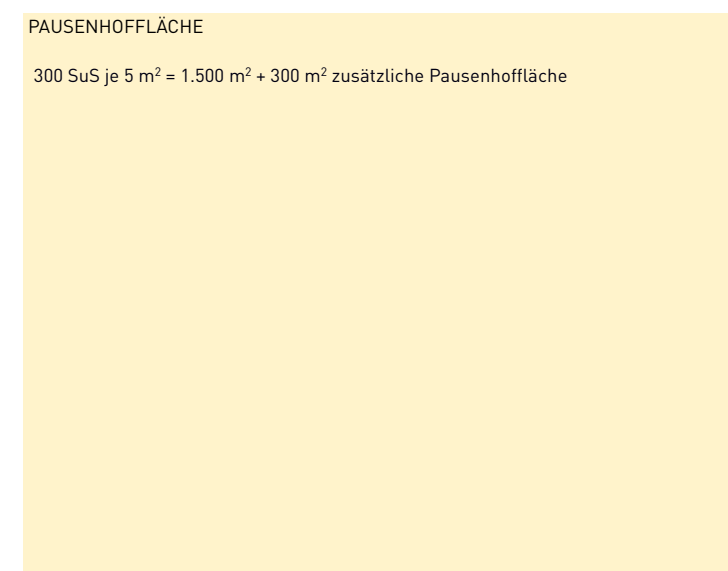 PAUSENHOFFLÄCHE
300 SuS je 5 m² = 1.500 m² + 300 m² zusätzliche Pausenhoffläche